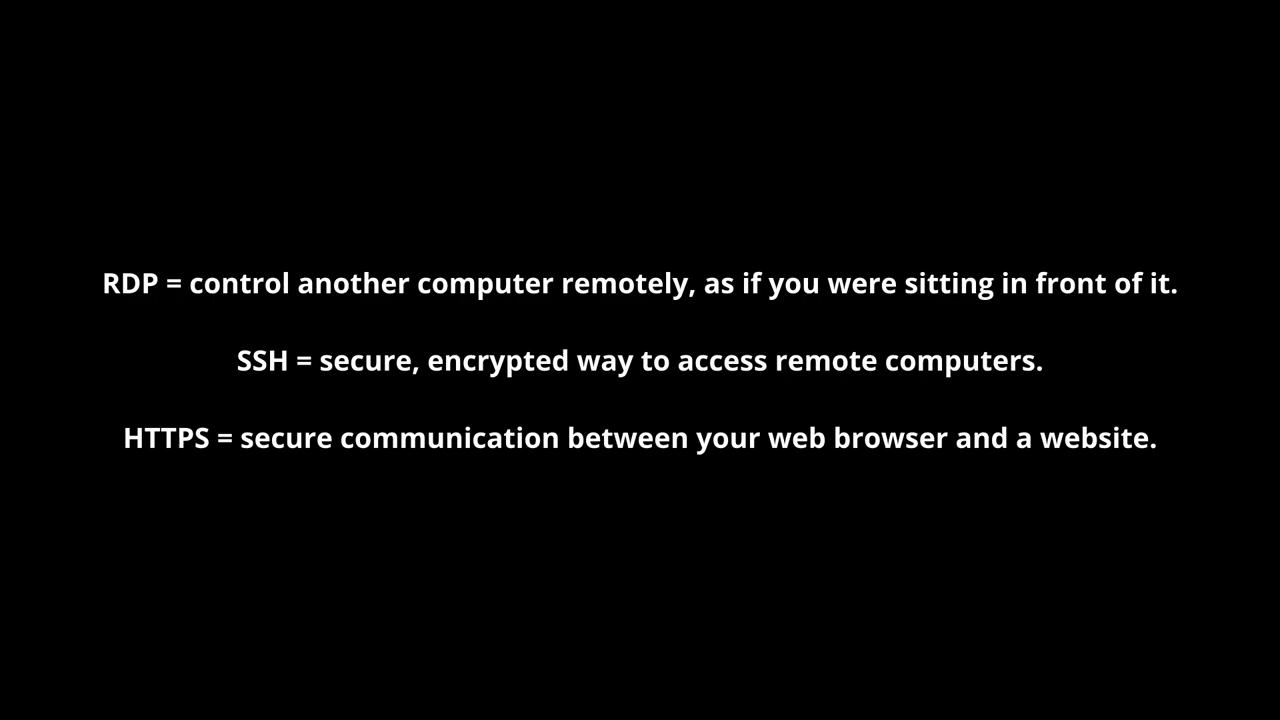 RDP = control another computer remotely, as if you were sitting in front of it.
SSH = secure, encrypted way to access remote computers.
HTTPS = secure communication between your web browser and a website.